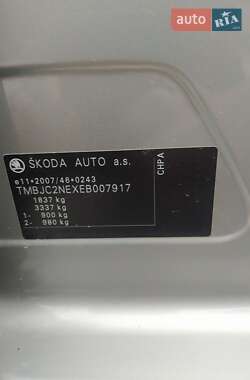 AUTO RIA
ŠKODA AUTO a.s.
e11*2007/46*0243
TMBJC2NEXEB007917
1837 kg
3337 kg
1- 900 kg
2- 980 kg
CHPA